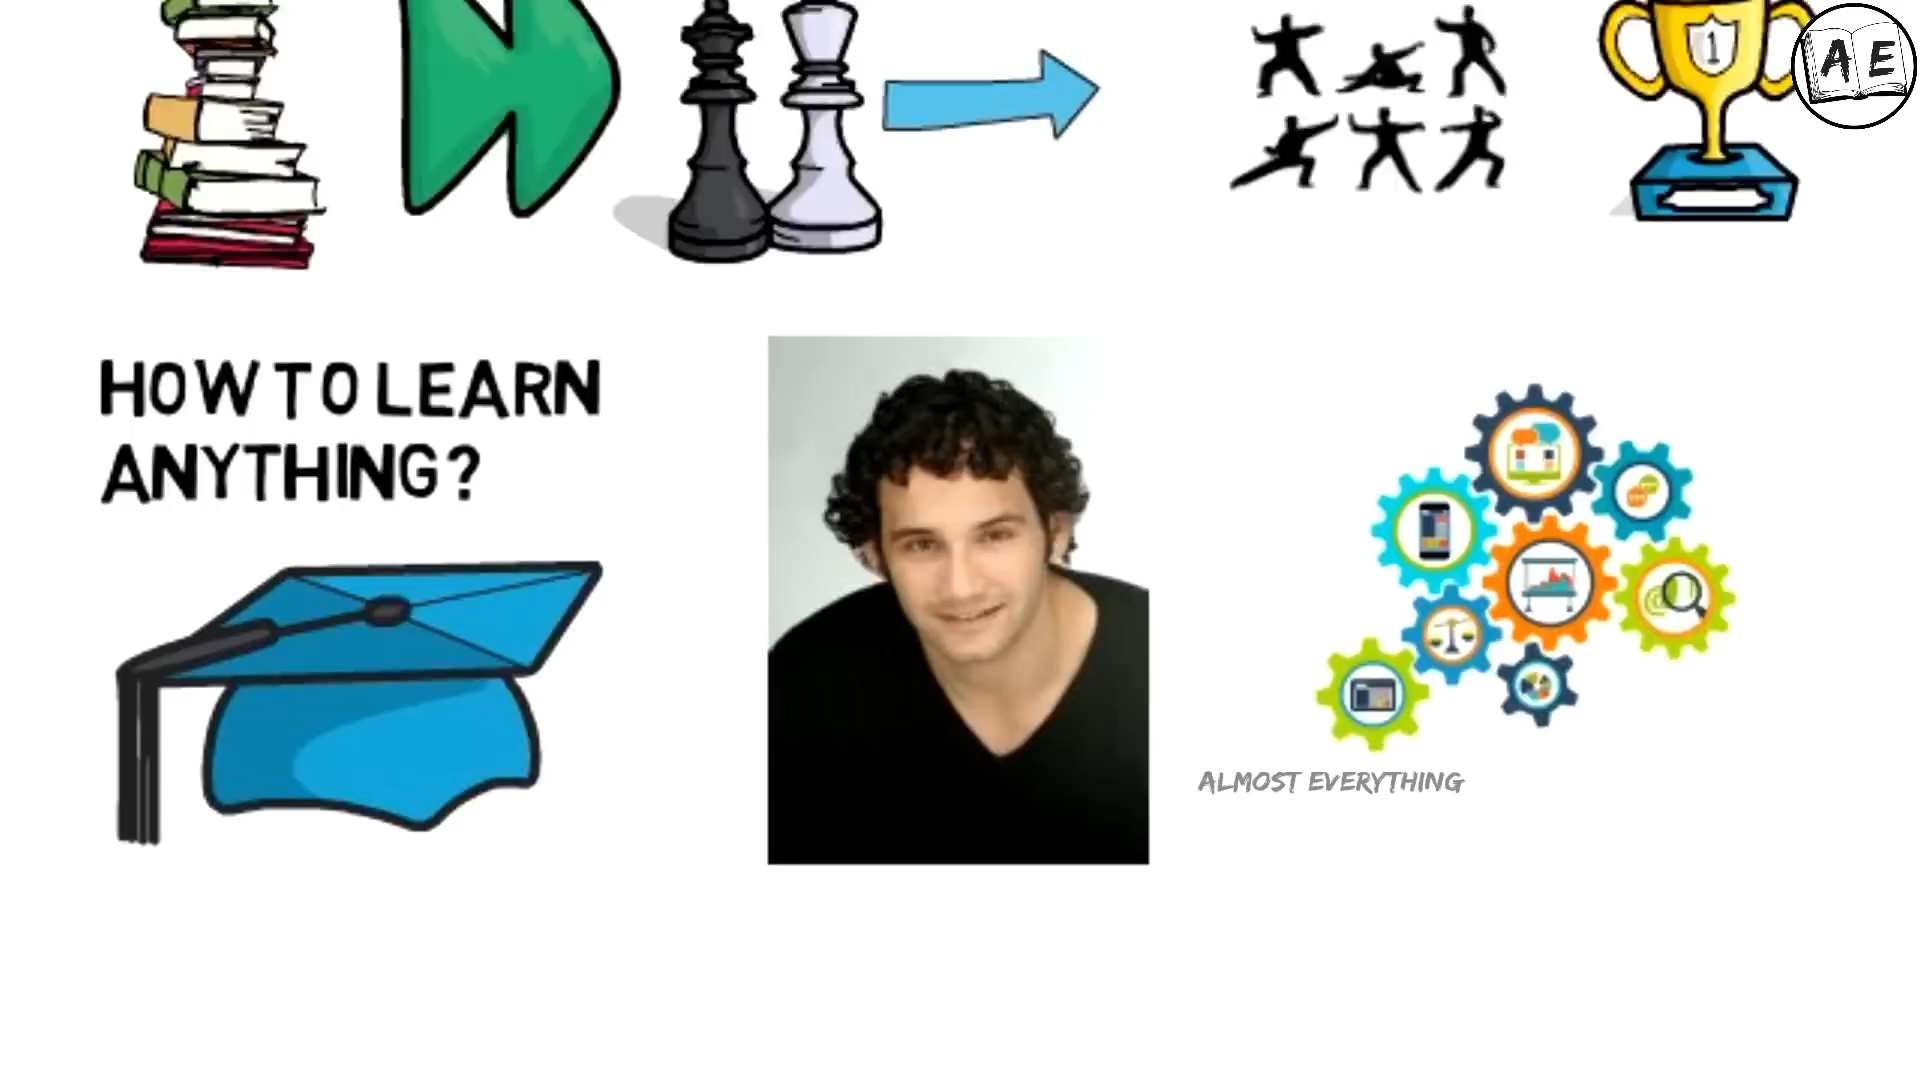 1
A E
HOW TO LEARN
ANYTHING?
ALMOST EVERYTHING